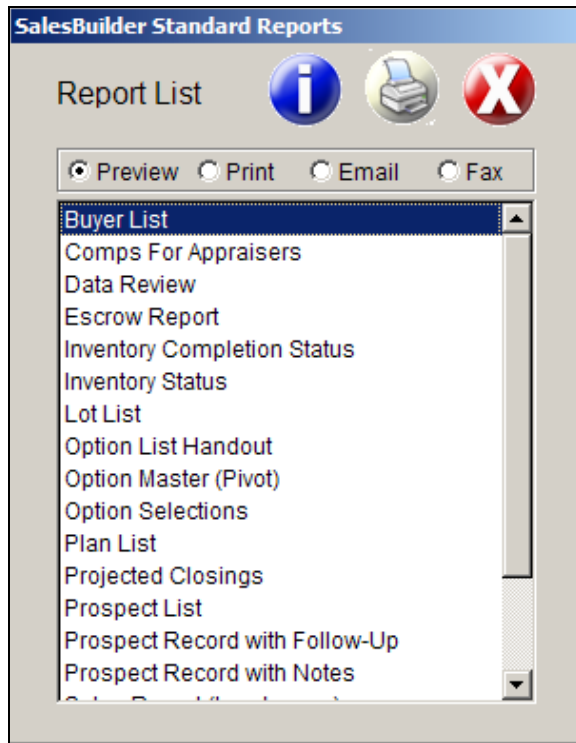 SalesBuilder Standard Reports
Report List
Preview Print Email Fax
Buyer List
Comps For Appraisers
Data Review
Escrow Report
Inventory Completion Status
Inventory Status
Lot List
Option List Handout
Option Master (Pivot)
Option Selections
Plan List
Projected Closings
Prospect List
Prospect Record with Follow-Up
Prospect Record with Notes